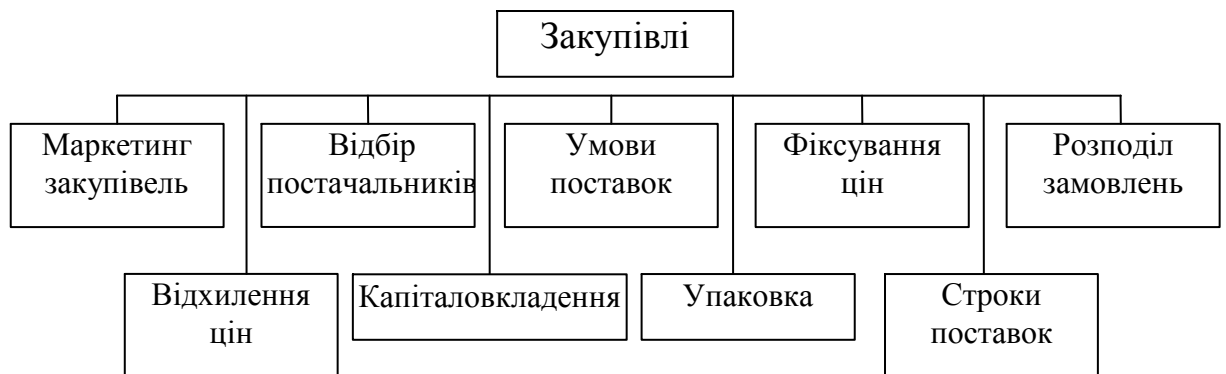 Закупівлі
Маркетинг
закупівель
Відбір
постачальників
Умови
поставок
Фіксування
цін
Розподіл
замовлень
Відхилення
цін
Капіталовкладення
Упаковка
Строки
поставок